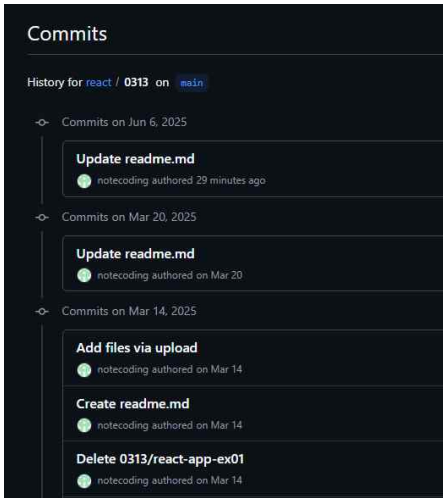 Commits
History for react / 0313 on main
Commits on Jun 6, 2025
Update readme.md
notecoding authored 29 minutes ago
Commits on Mar 20, 2025
Update readme.md
notecoding authored on Mar 20
Commits on Mar 14, 2025
Add files via upload
notecoding authored on Mar 14
Create readme.md
notecoding authored on Mar 14
Delete 0313/react-app-ex01
notecoding authored on Mar 14